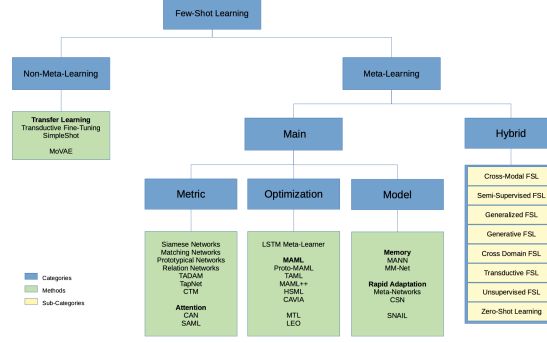 Few-Shot Learning
Non-Meta-Learning
Meta-Learning
Transfer Learning
Transductive Fine-Tuning
SimpleShot
MoVAE
Main
Hybrid
Metric
Optimization
Model
Siamese Networks
Matching Networks
Prototypical Networks
Relation Networks
TADAM
TapNet
CTM
Attention
CAN
SAML
LSTM Meta-Learner
MAML
Proto-MAML
TAML
MAML++
HSML
CAVIA
MTL
LEO
Memory
MANN
MM-Net
Rapid Adaptation
Meta-Networks
CSN
SNAIL
Cross-Modal FSL
Semi-Supervised FSL
Generalized FSL
Generative FSL
Cross Domain FSL
Transductive FSL
Unsupervised FSL
Zero-Shot Learning
Categories
Methods
Sub-Categories